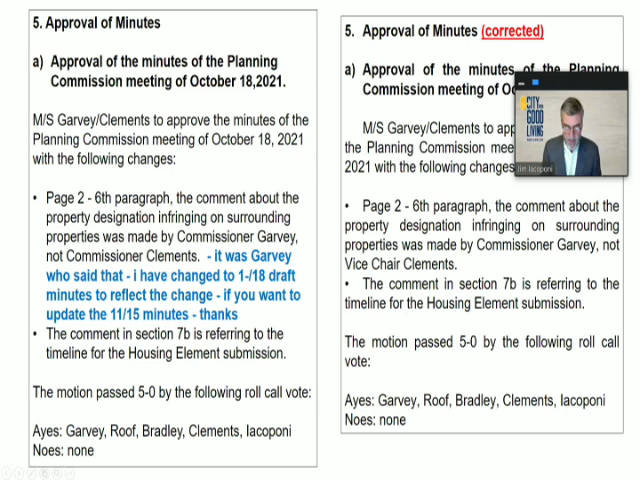 5. Approval of Minutes
a) Approval of the minutes of the Planning
Commission meeting of October 18,2021.
M/S Garvey/Clements to approve the minutes of the
Planning Commission meeting of October 18, 2021
with the following changes:
• Page 2 - 6th paragraph, the comment about the
property designation infringing on surrounding
properties was made by Commissioner Garvey,
not Commissioner Clements. - it was Garvey
who said that - i have changed to 1-/18 draft
minutes to reflect the change - if you want to
update the 11/15 minutes - thanks
• The comment in section 7b is referring to the
timeline for the Housing Element submission.
The motion passed 5-0 by the following roll call vote:
Ayes: Garvey, Roof, Bradley, Clements, Iacoponi
Noes: none
5. Approval of Minutes (corrected)
a) Approval of the minutes of the Planning
Commission meeting of Oc
M/S Garvey/Clements to app
the Planning Commission mee
2021 with the following changes
• Page 2 - 6th paragraph, the comment about the
property designation infringing on surrounding
properties was made by Commissioner Garvey, not
Vice Chair Clements.
• The comment in section 7b is referring to the
timeline for the Housing Element submission.
The motion passed 5-0 by the following roll call
vote:
Ayes: Garvey, Roof, Bradley, Clements, Iacoponi
Noes: none
CITY
GOOD
LIVING
Jim Iacoponi